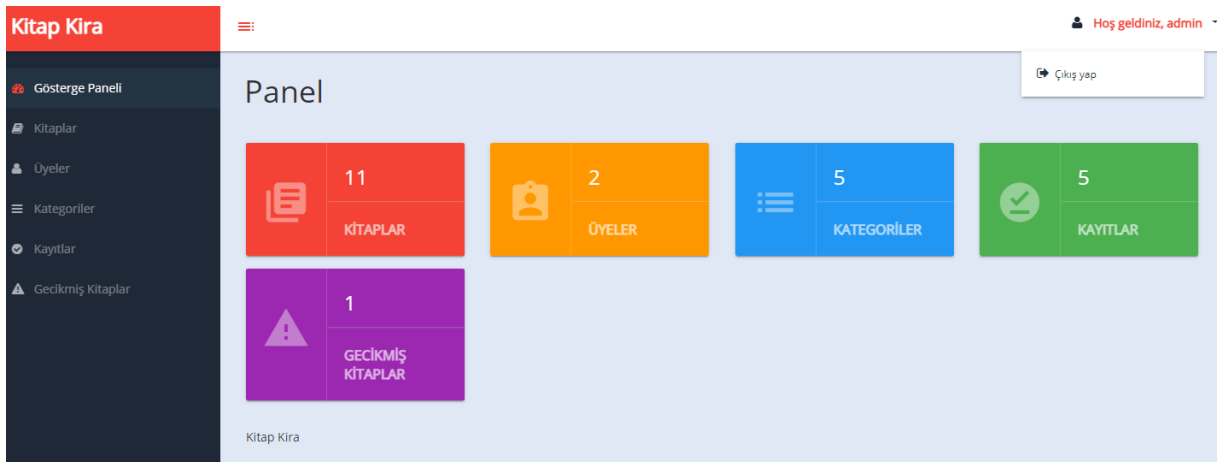 Kitap Kira
Hoş geldiniz, admin
Çıkış yap
Gösterge Paneli
Kitaplar
Üyeler
Kategoriler
Kayıtlar
Gecikmiş Kitaplar
Panel
11
KİTAPLAR
2
ÜYELER
5
KATEGORİLER
5
KAYITLAR
1
GECİKMİŞ
KİTAPLAR
Kitap Kira